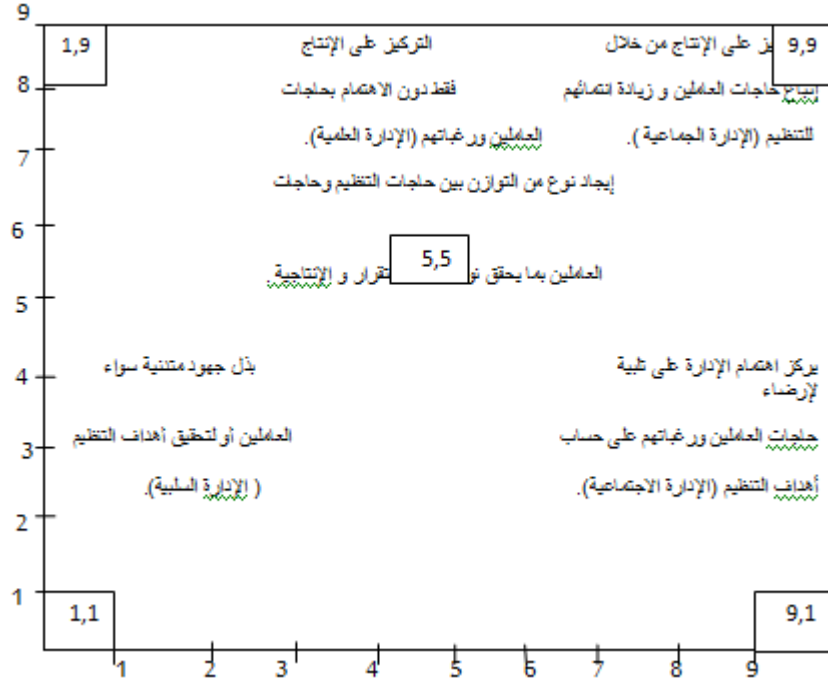 9
1,9
التركيز على الإنتاج
على الإنتاج من خلال
9,9
8
فقط دون الاهتمام بحاجات
إشباع حاجات العاملين و زيادة انتمائهم
7
العاملين ورغباتهم (الإدارة العلمية).
للتنظيم (الإدارة الجماعية ).
إيجاد نوع من التوازن بين حاجات التنظيم وحاجات
6
5,5
العاملين بما يحقق و الإنتاجية .
5
4
بذل جهود متدنية سواء
يركز اهتمام الإدارة على تلبية
لإرضاء
3
العاملين أو لتحقيق أهداف التنظيم
حاجات العاملين ورغباتهم على حساب
( الإدارة السلبية).
أهداف التنظيم (الإدارة الاجتماعية).
2
1
1,1
9,1
1 2 3 4 5 6 7 8 9